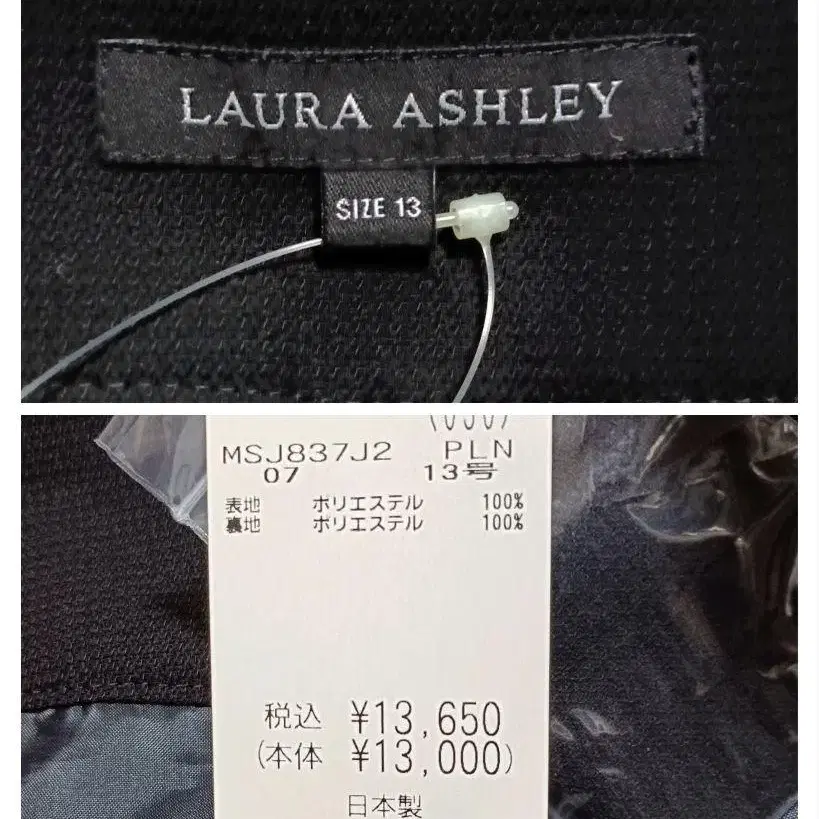 LAURA ASHLEY
SIZE 13
MSJ837J2 PLN
07 13号
表地 ポリエステル 100%
裏地 ポリエステル 100%
税込 ¥13,650
(本体 ¥13,000)
日本製